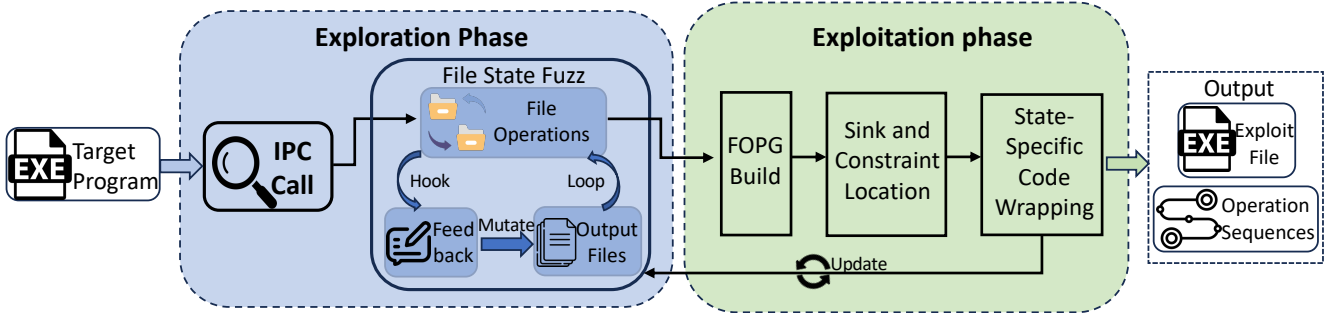 Exploration Phase
Exploitation phase
File State Fuzz
File
Operations
Hook
Loop
Feed
back
Mutate
Output
Files
EXE
Target
Program
IPC
Call
FOPG
Build
Sink and
Constraint
Location
State-
Specific
Code
Wrapping
Update
Output
EXE
Exploit
File
Operation
Sequences